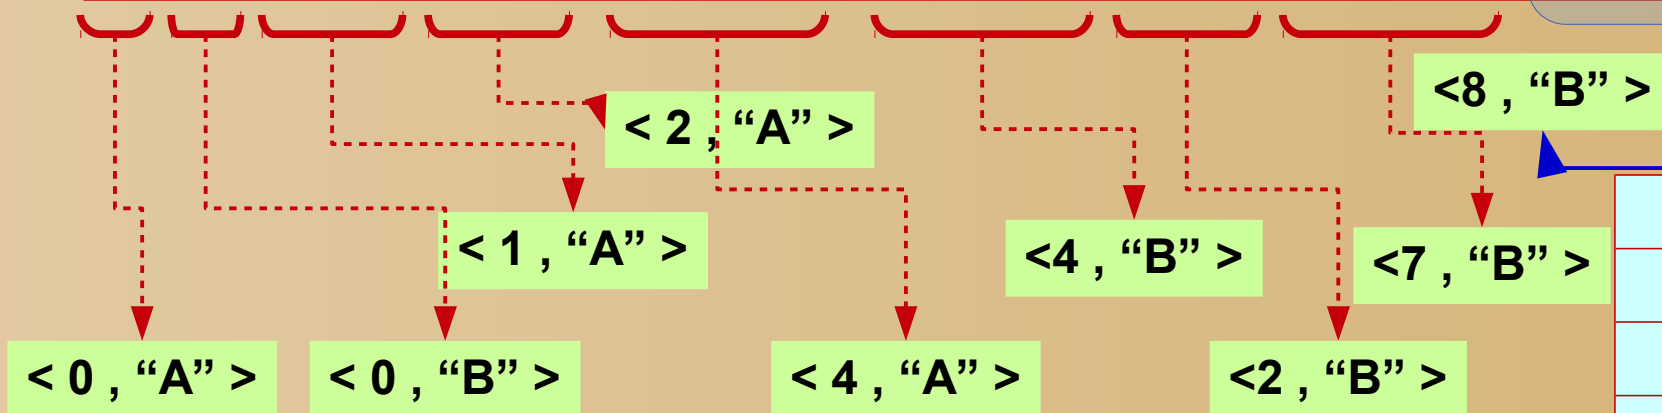 <8 , “B” >
< 2 , “A” >
< 1 , “A” >
<4 , “B” >
<7 , “B” >
< 0 , “A” >
< 0 , “B” >
< 4 , “A” >
<2 , “B” >